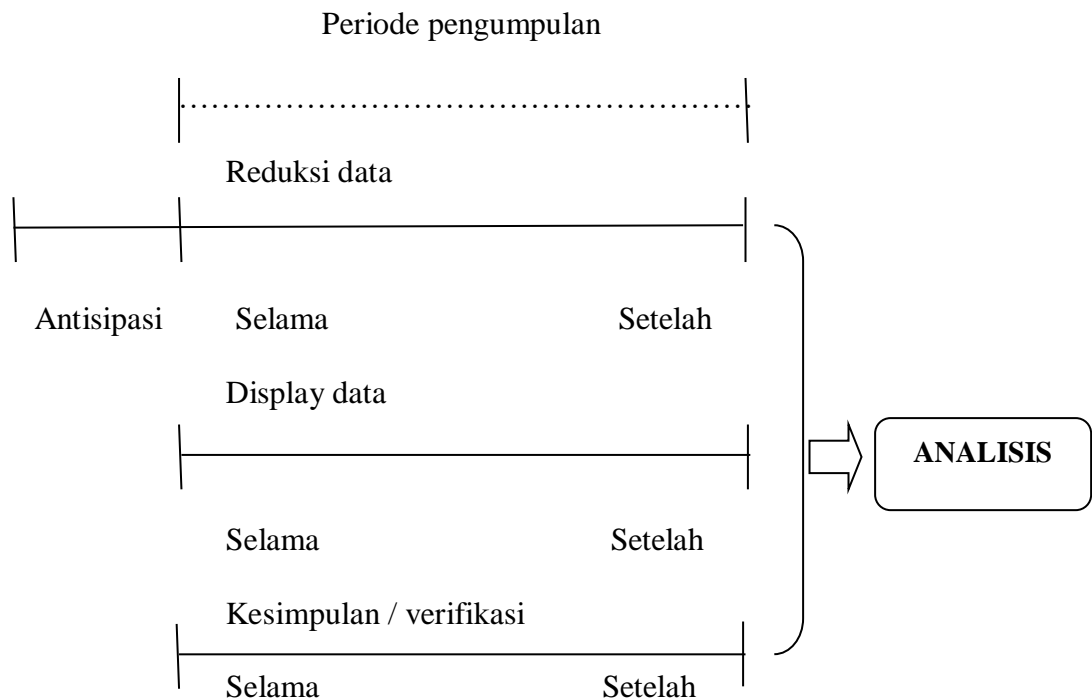 Periode pengumpulan
Reduksi data
Antisipasi Selama Setelah
Display data
ANALISIS
Selama Setelah
Kesimpulan / verifikasi
Selama Setelah